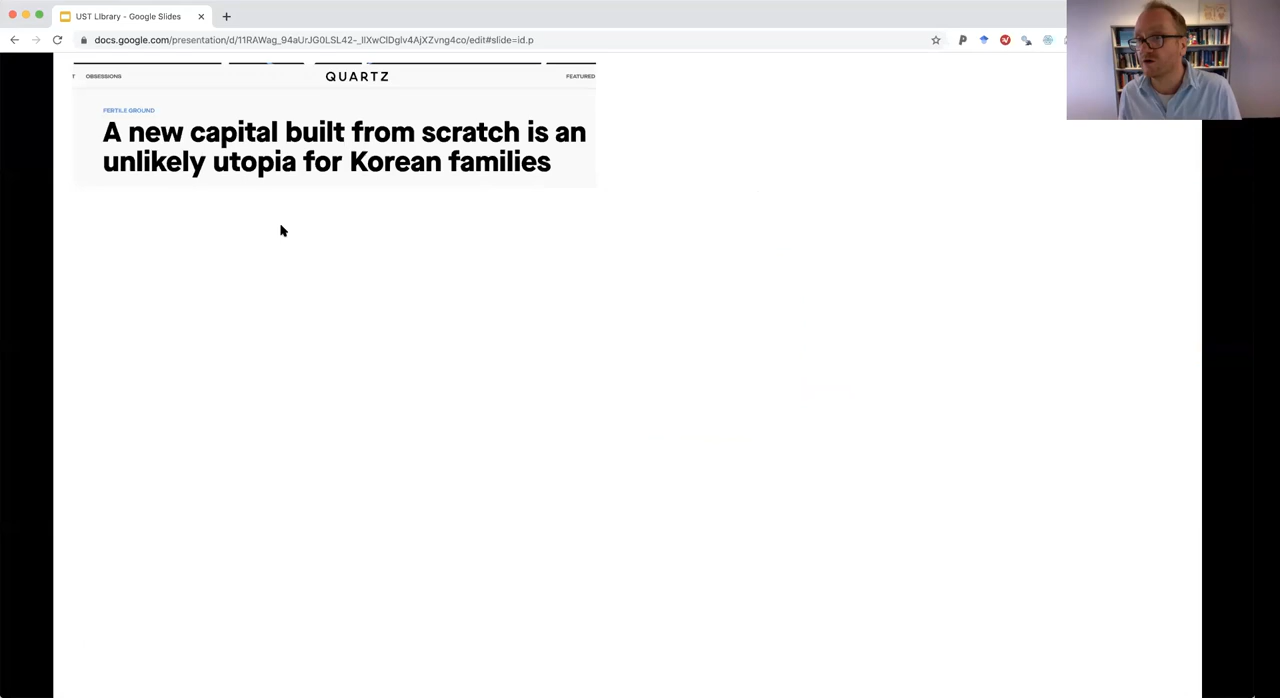 UST LIbrary - Google Slides
docs.google.com/presentation/d/11RAWag_94aUrJG0LSL42-_IIXwCIDgIv4AjXZvng4co/edit#slide=id.p
OBSESSIONS
QUARTZ
FEATURED
FERTILE GROUND
A new capital built from scratch is an
unlikely utopia for Korean families